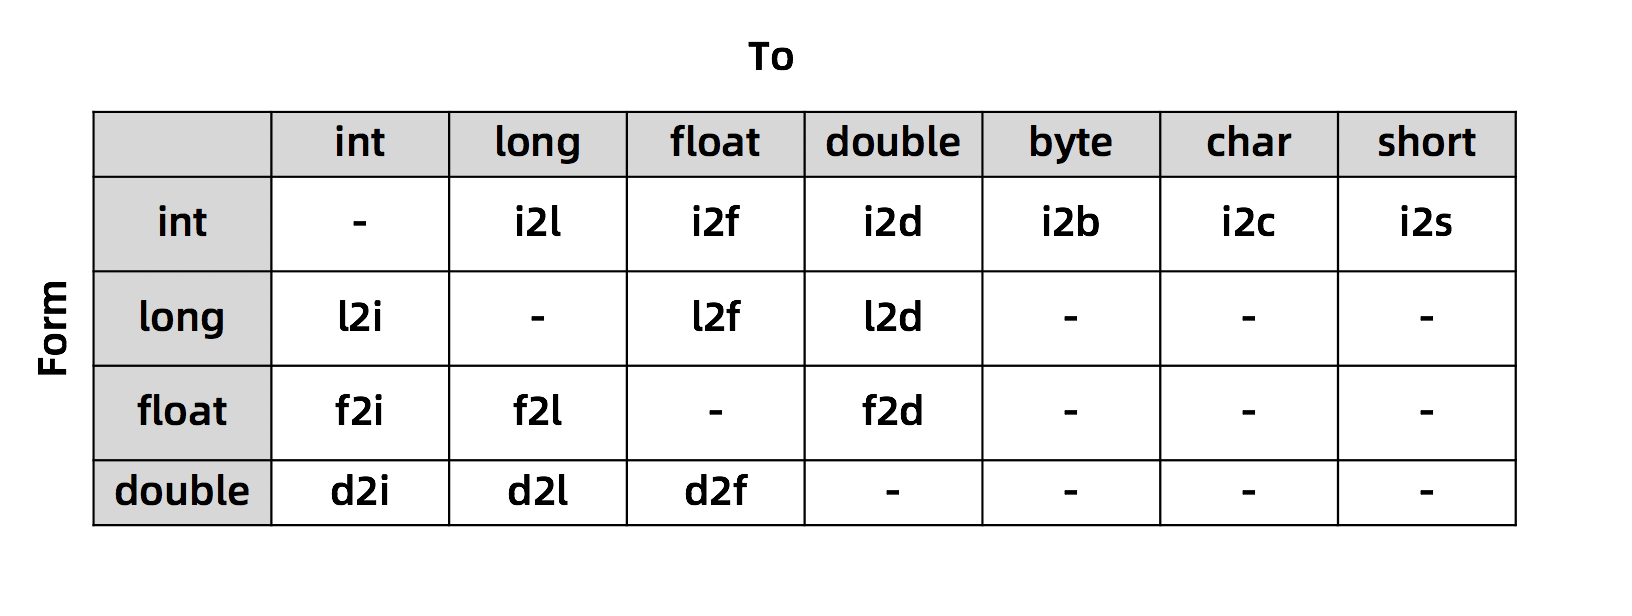 To
int long float double byte char short
Form
int - i2l i2f i2d i2b i2c i2s
long l2i - l2f l2d - - -
float f2i f2l - f2d - - -
double d2i d2l d2f - - - -